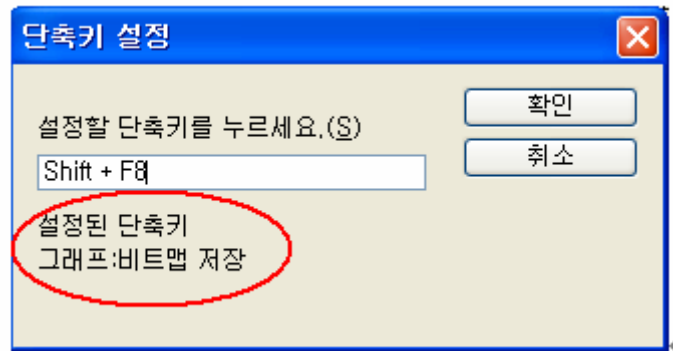 단축키 설정
설정할 단축키를 누르세요.(S)
확인
취소
Shift + F8
설정된 단축키
그래프:비트맵 저장